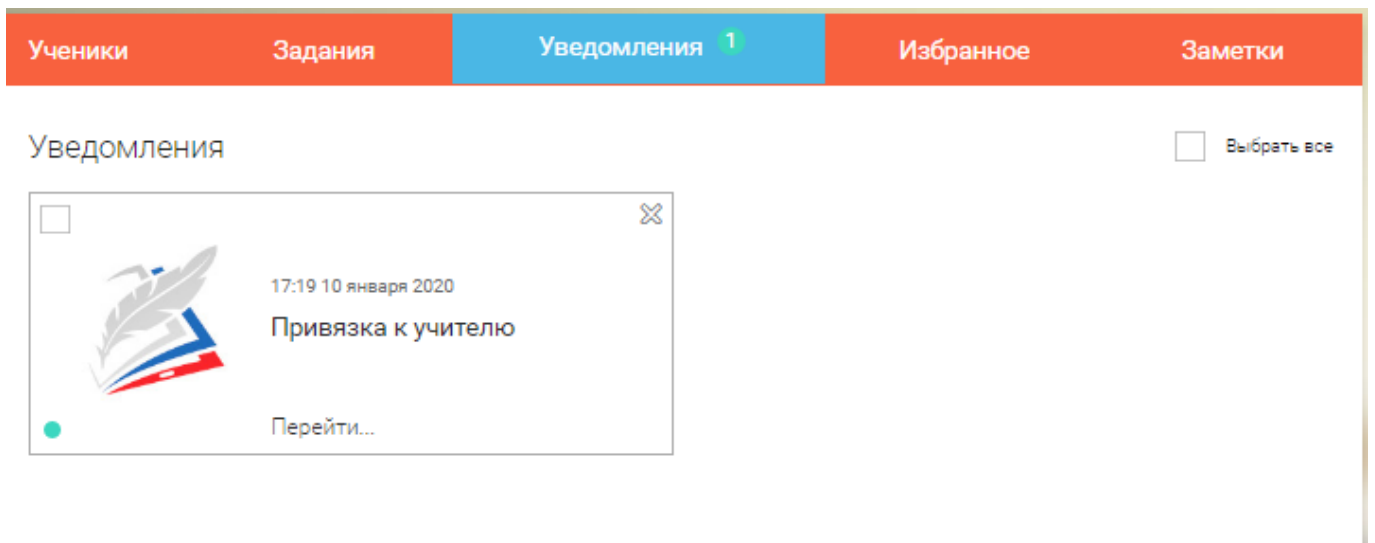 Ученики Задания Уведомления 1 Избранное Заметки
Уведомления Выбрать все
17:19 10 января 2020
Привязка к учителю
Перейти...